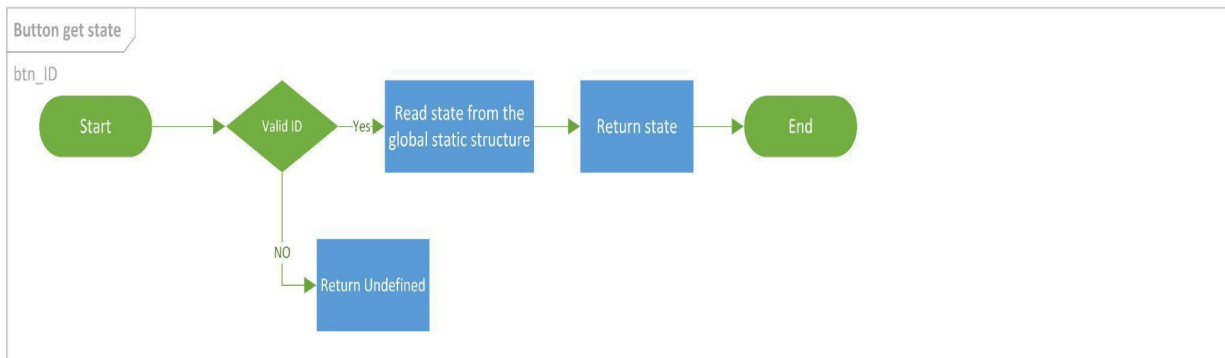 Button get state
btn_ID
Start
Valid ID
Yes
Read state from the
global static structure
Return state
End
NO
Return Undefined